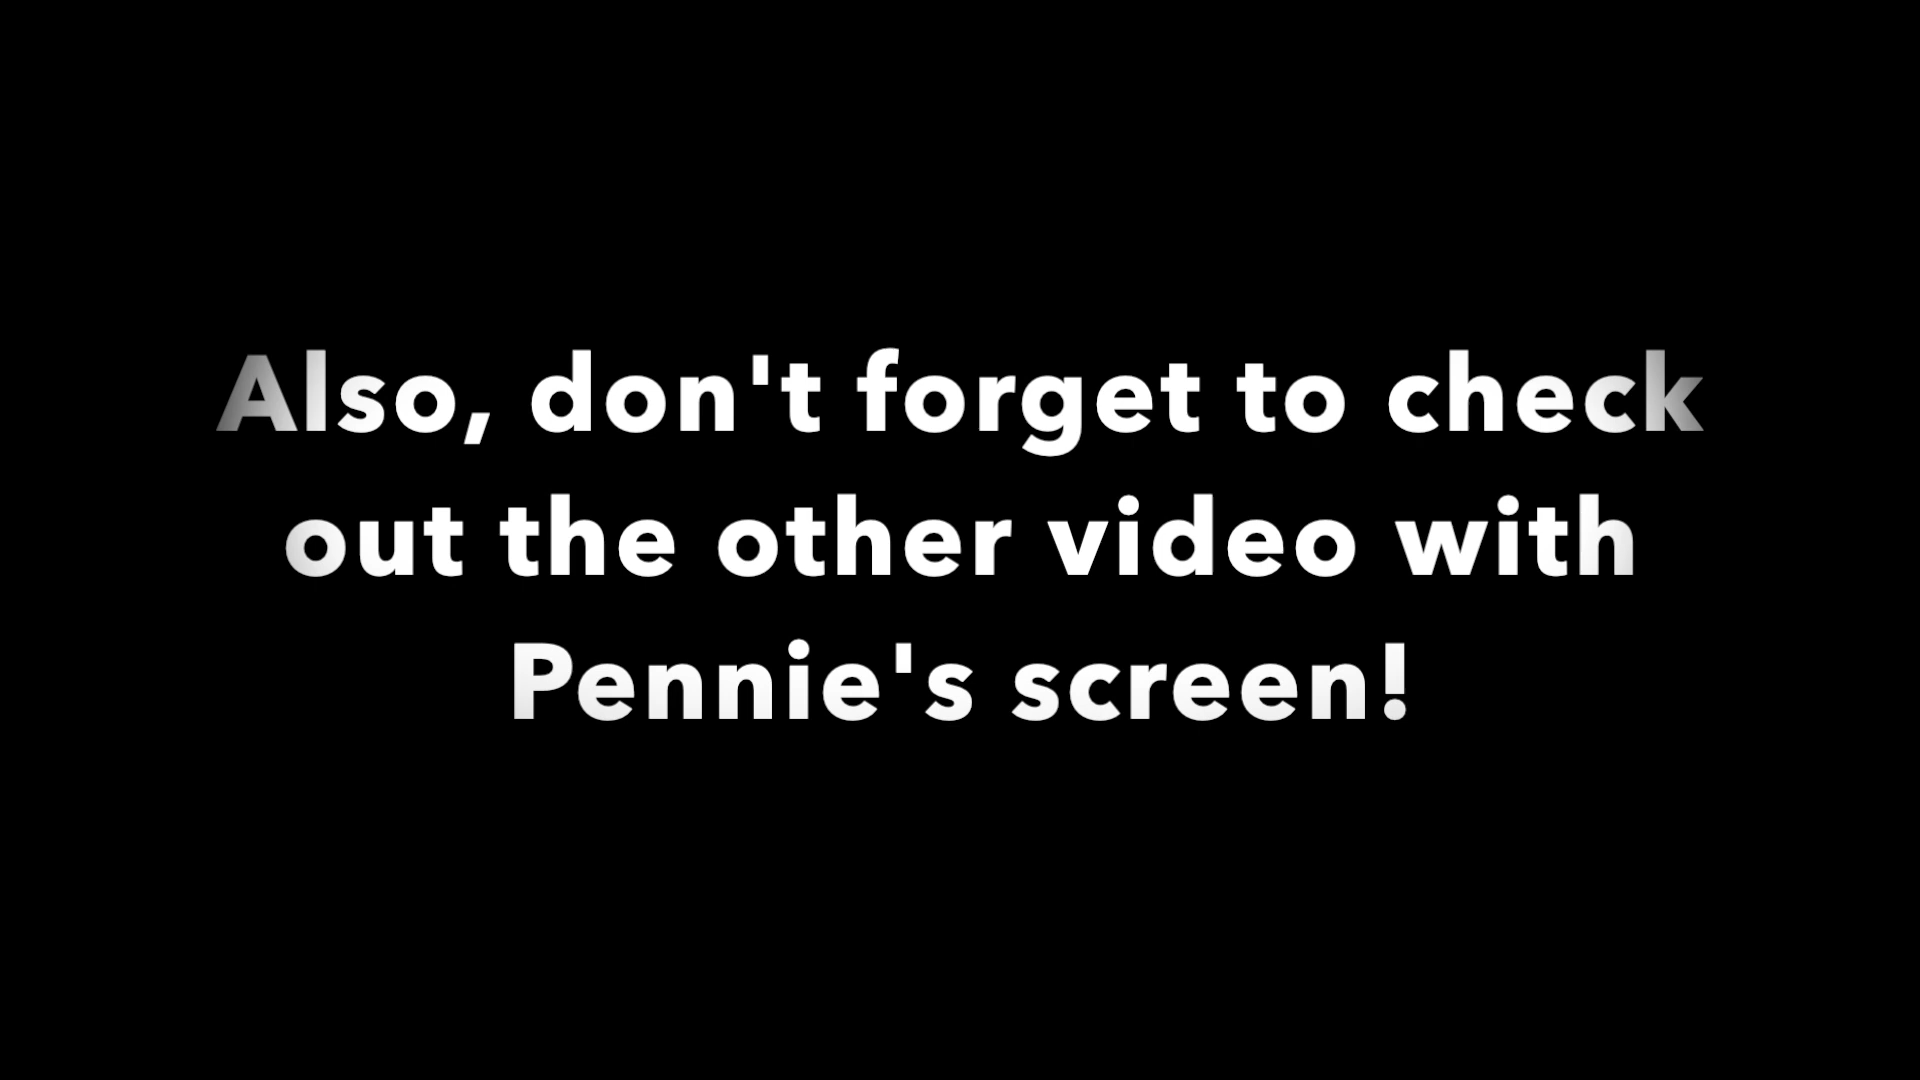 Also, don't forget to check
out the other video with
Pennie's screen!